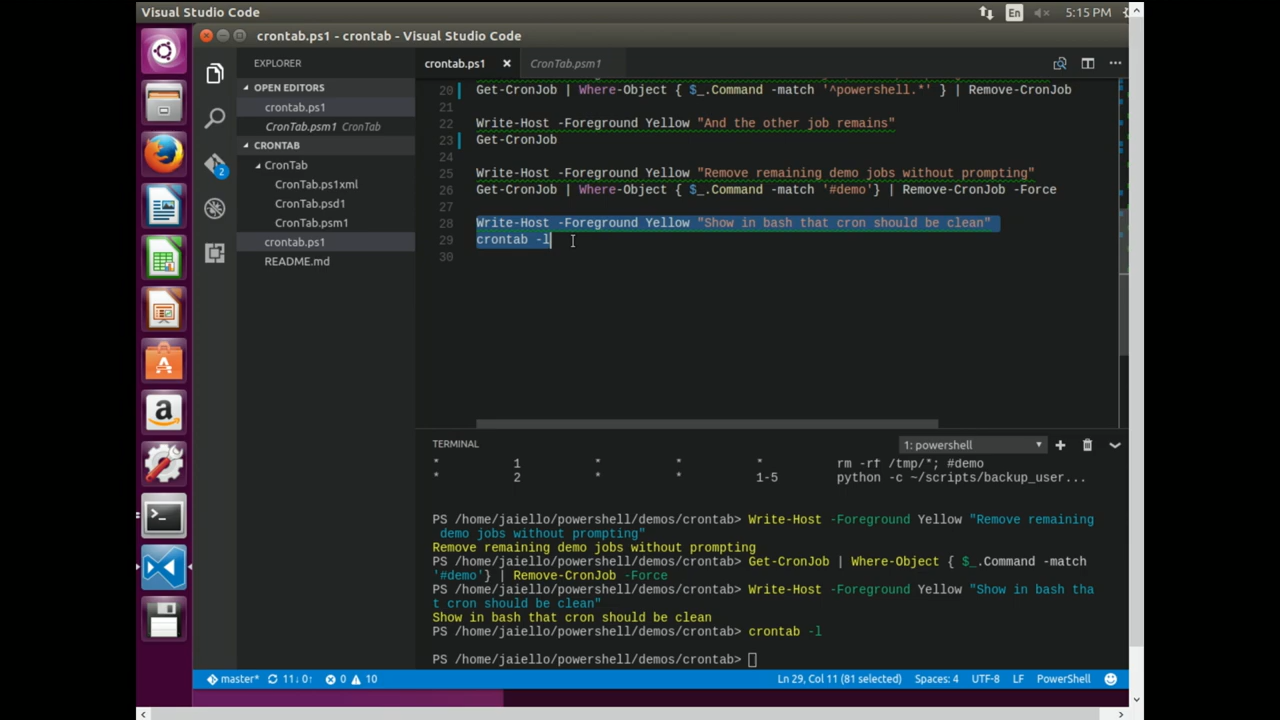 Visual Studio Code
En
5:15 PM
crontab.ps1 - crontab - Visual Studio Code
EXPLORER
OPEN EDITORS
crontab.ps1
CronTab.psm1 CronTab
CRONTAB
CronTab
CronTab.ps1xml
CronTab.psd1
CronTab.psm1
crontab.ps1
README.md
2
crontab.ps1
CronTab.psm1
20 Get-CronJob | Where-Object { $_.Command -match '^powershell.*' } | Remove-CronJob
21
22 Write-Host -Foreground Yellow "And the other job remains"
23 Get-CronJob
24
25 Write-Host -Foreground Yellow "Remove remaining demo jobs without prompting"
26 Get-CronJob | Where-Object { $_.Command -match '#demo'} | Remove-CronJob -Force
27
28 Write-Host -Foreground Yellow "Show in bash that cron should be clean"
29 crontab -l
30
TERMINAL
1: powershell
* 1 * * * rm -rf /tmp/*; #demo
* 2 * * 1-5 python -c ~/scripts/backup_user...
PS /home/jaiello/powershell/demos/crontab> Write-Host -Foreground Yellow "Remove remaining
demo jobs without prompting"
Remove remaining demo jobs without prompting
PS /home/jaiello/powershell/demos/crontab> Get-CronJob | Where-Object { $_.Command -match
'#demo'} | Remove-CronJob -Force
PS /home/jaiello/powershell/demos/crontab> Write-Host -Foreground Yellow "Show in bash tha
t cron should be clean"
Show in bash that cron should be clean
PS /home/jaiello/powershell/demos/crontab> crontab -l
PS /home/jaiello/powershell/demos/crontab>
master* 11↓ 0↑ 0 10
Ln 29, Col 11 (81 selected) Spaces: 4 UTF-8 LF PowerShell